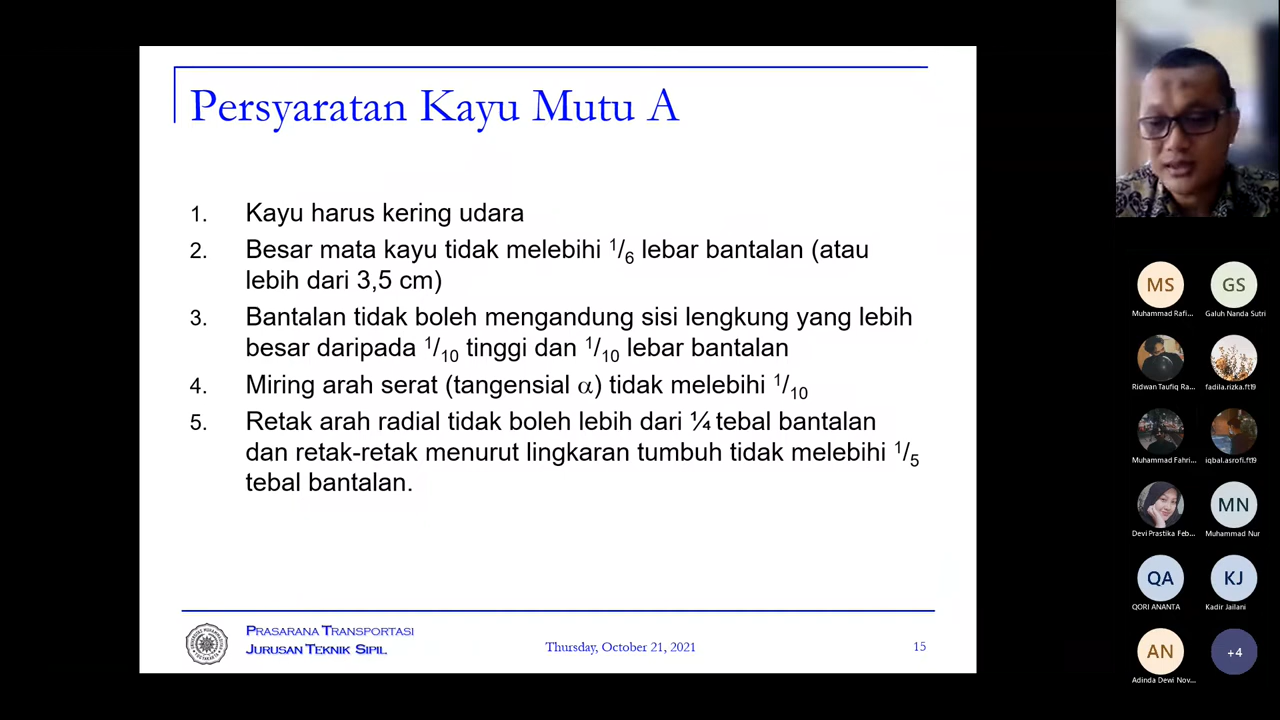 Persyaratan Kayu Mutu A
1. Kayu harus kering udara
2. Besar mata kayu tidak melebihi 1/6 lebar bantalan (atau
lebih dari 3,5 cm)
3. Bantalan tidak boleh mengandung sisi lengkung yang lebih
besar daripada 1/10 tinggi dan 1/10 lebar bantalan
4. Miring arah serat (tangensial α) tidak melebihi 1/10
5. Retak arah radial tidak boleh lebih dari ¼ tebal bantalan
dan retak-retak menurut lingkaran tumbuh tidak melebihi 1/5
tebal bantalan.
PRASARANA TRANSPORTASI
JURUSAN TEKNIK SIPIL
Thursday, October 21, 2021
15
MS
Muhammad Rafi...
GS
Galuh Nanda Sutri
Ridwan Taufiq Ra...
fadila.rizka.ft19
Muhammad Fahri...
iqbal.asrofi.ft19
Devi Prastika Feb...
MN
Muhammad Nur
QA
QORI ANANTA
KJ
Kadir Jailani
AN
Adinda Dewi Nov...
+4